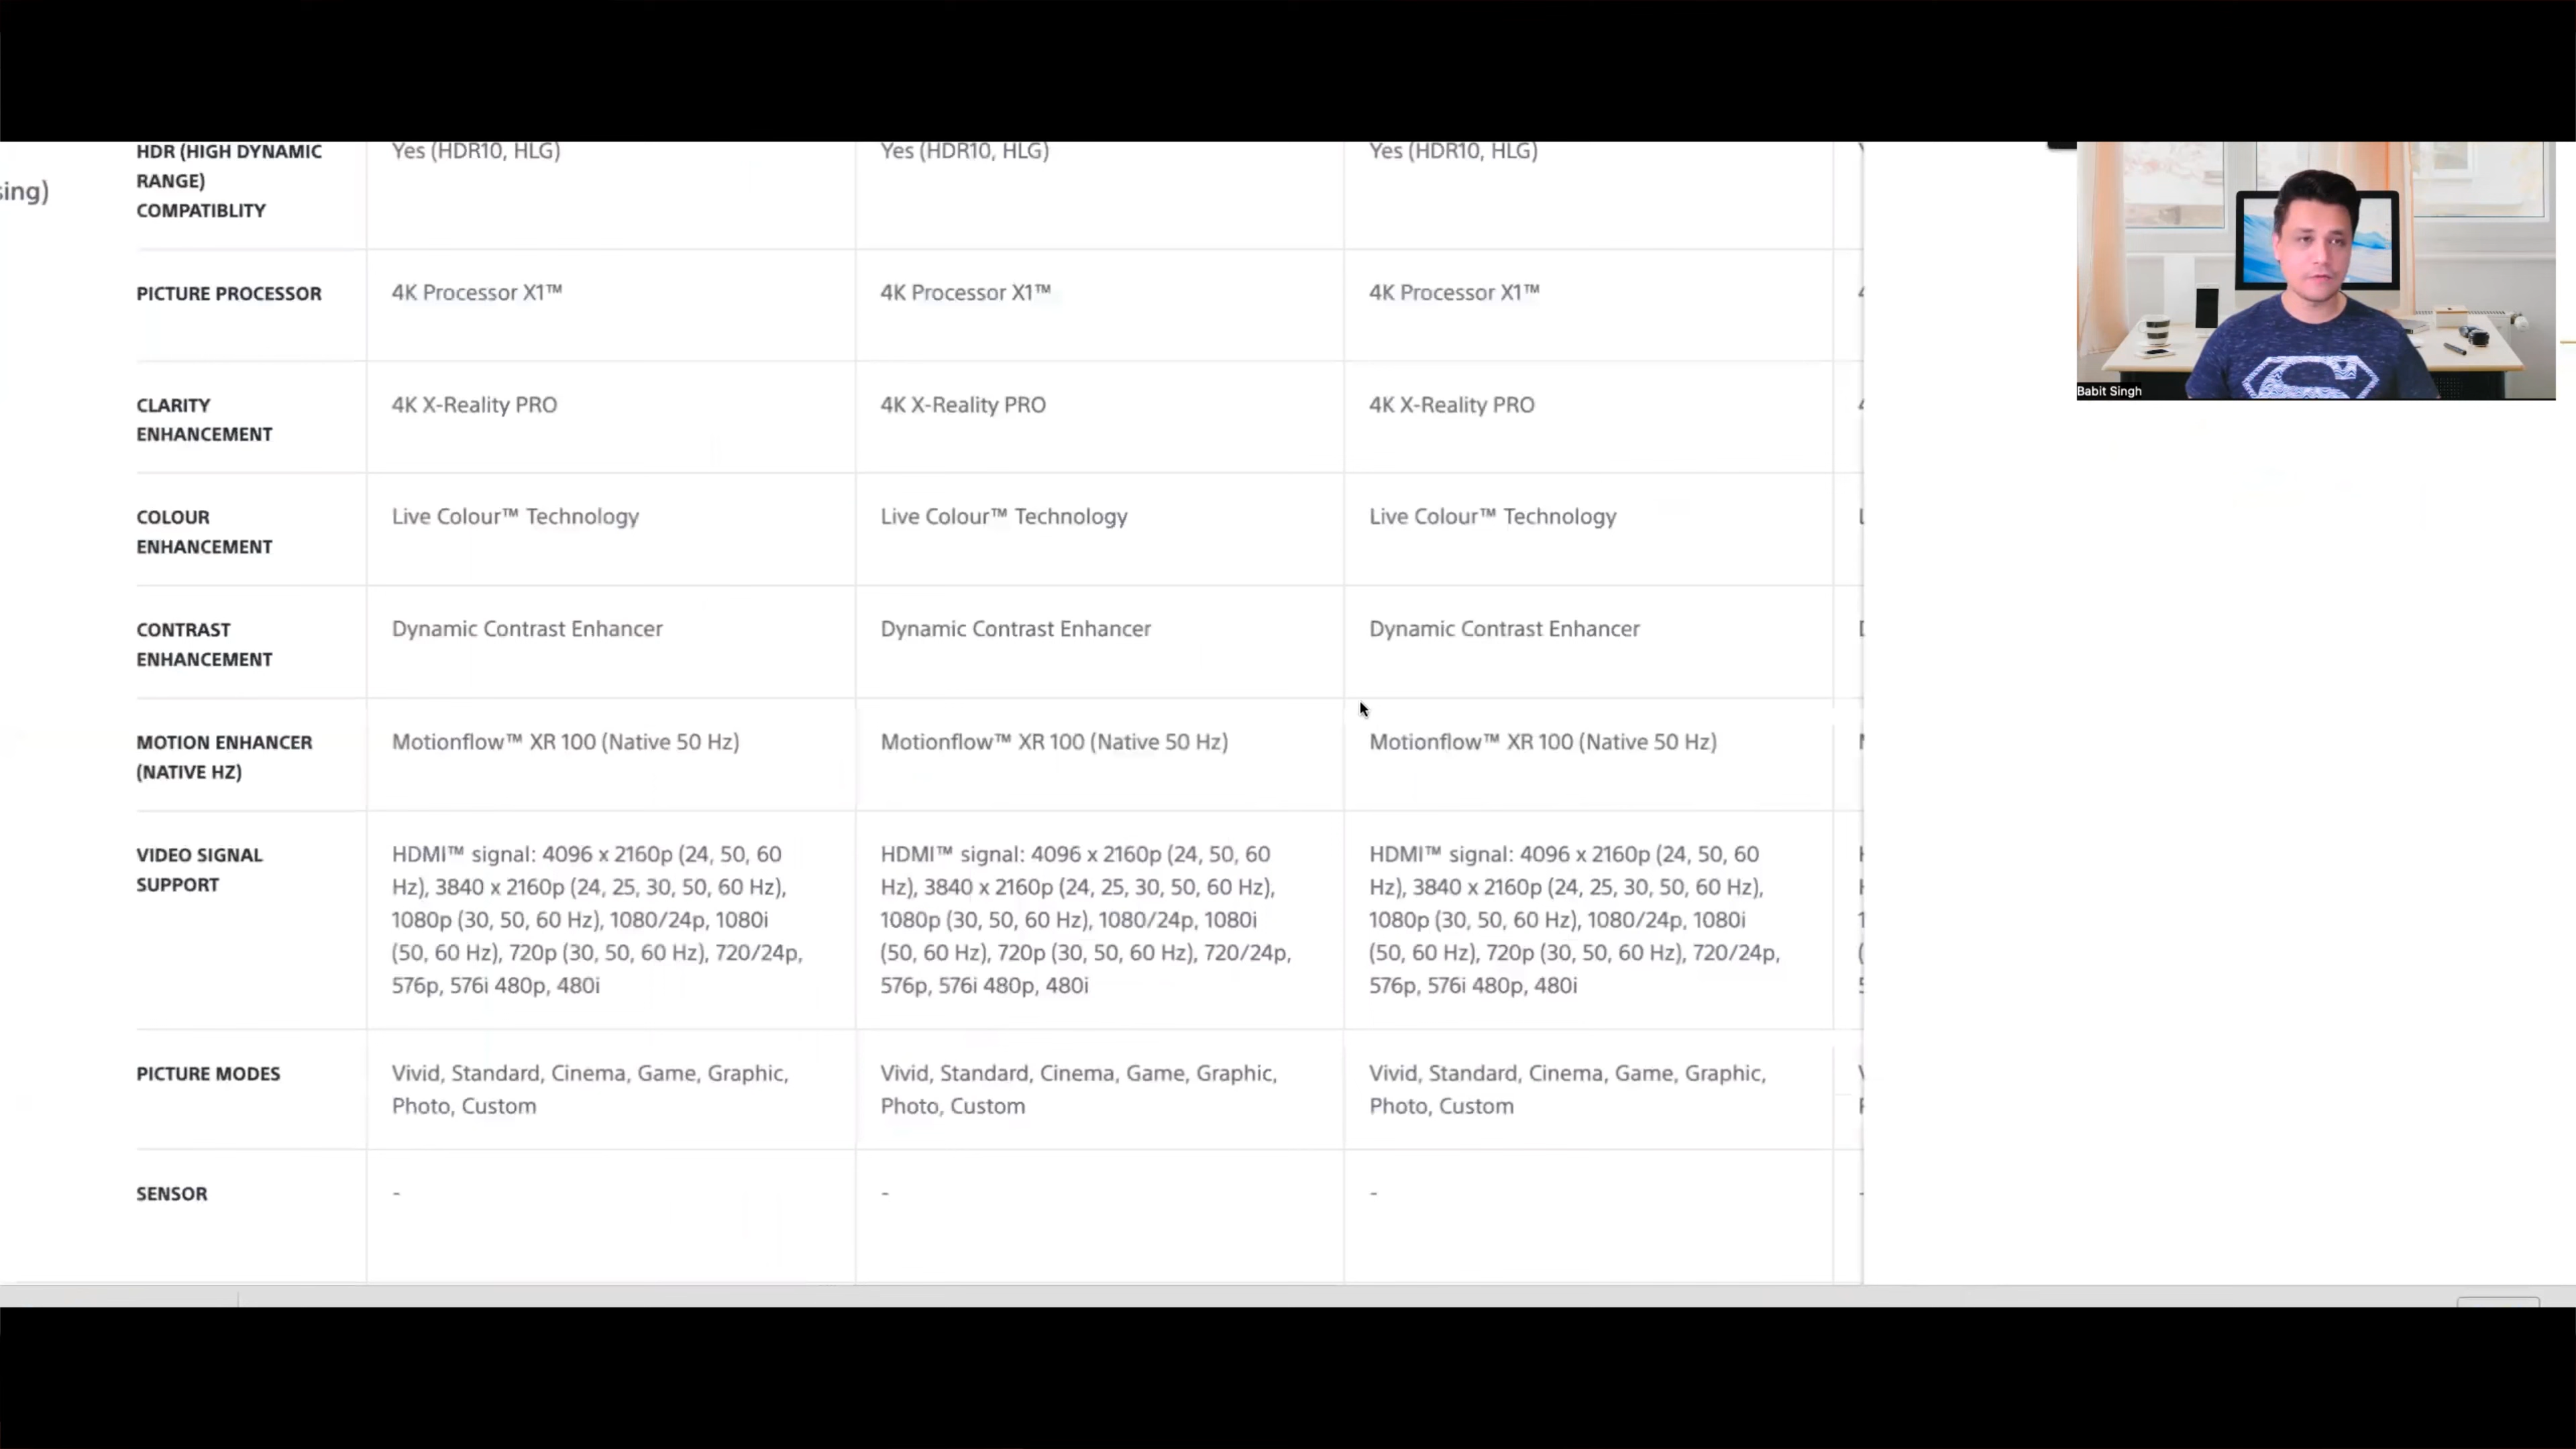 sing)
HDR (HIGH DYNAMIC
RANGE)
COMPATIBLITY
Yes (HDR10, HLG)
Yes (HDR10, HLG)
Yes (HDR10, HLG)
PICTURE PROCESSOR
4K Processor X1™
4K Processor X1™
4K Processor X1™
CLARITY
ENHANCEMENT
4K X-Reality PRO
4K X-Reality PRO
4K X-Reality PRO
COLOUR
ENHANCEMENT
Live Colour™ Technology
Live Colour™ Technology
Live Colour™ Technology
CONTRAST
ENHANCEMENT
Dynamic Contrast Enhancer
Dynamic Contrast Enhancer
Dynamic Contrast Enhancer
MOTION ENHANCER
(NATIVE HZ)
Motionflow™ XR 100 (Native 50 Hz)
Motionflow™ XR 100 (Native 50 Hz)
Motionflow™ XR 100 (Native 50 Hz)
VIDEO SIGNAL
SUPPORT
HDMI™ signal: 4096 x 2160p (24, 50, 60
Hz), 3840 x 2160p (24, 25, 30, 50, 60 Hz),
1080p (30, 50, 60 Hz), 1080/24p, 1080i
(50, 60 Hz), 720p (30, 50, 60 Hz), 720/24p,
576p, 576i 480p, 480i
HDMI™ signal: 4096 x 2160p (24, 50, 60
Hz), 3840 x 2160p (24, 25, 30, 50, 60 Hz),
1080p (30, 50, 60 Hz), 1080/24p, 1080i
(50, 60 Hz), 720p (30, 50, 60 Hz), 720/24p,
576p, 576i 480p, 480i
HDMI™ signal: 4096 x 2160p (24, 50, 60
Hz), 3840 x 2160p (24, 25, 30, 50, 60 Hz),
1080p (30, 50, 60 Hz), 1080/24p, 1080i
(50, 60 Hz), 720p (30, 50, 60 Hz), 720/24p,
576p, 576i 480p, 480i
PICTURE MODES
Vivid, Standard, Cinema, Game, Graphic,
Photo, Custom
Vivid, Standard, Cinema, Game, Graphic,
Photo, Custom
Vivid, Standard, Cinema, Game, Graphic,
Photo, Custom
SENSOR
-
-
-
Babit Singh